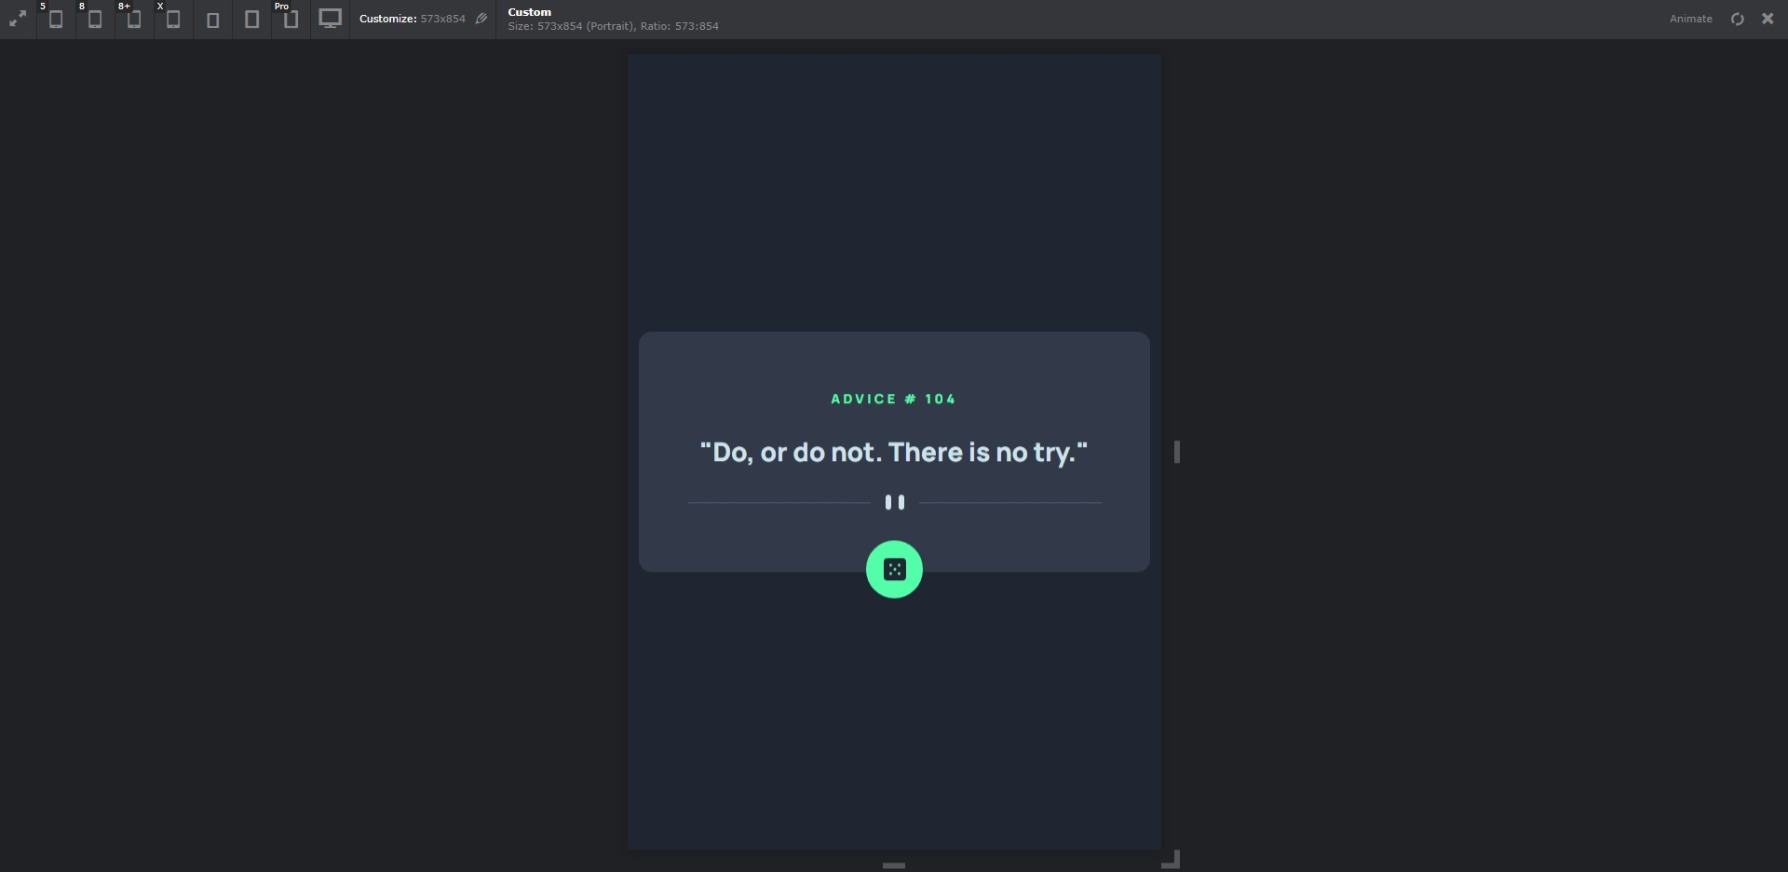 5
8
8+
X
Pro
Customize: 573x854
Custom
Size: 573x854 (Portrait), Ratio: 573:854
Animate
ADVICE # 104
"Do, or do not. There is no try."